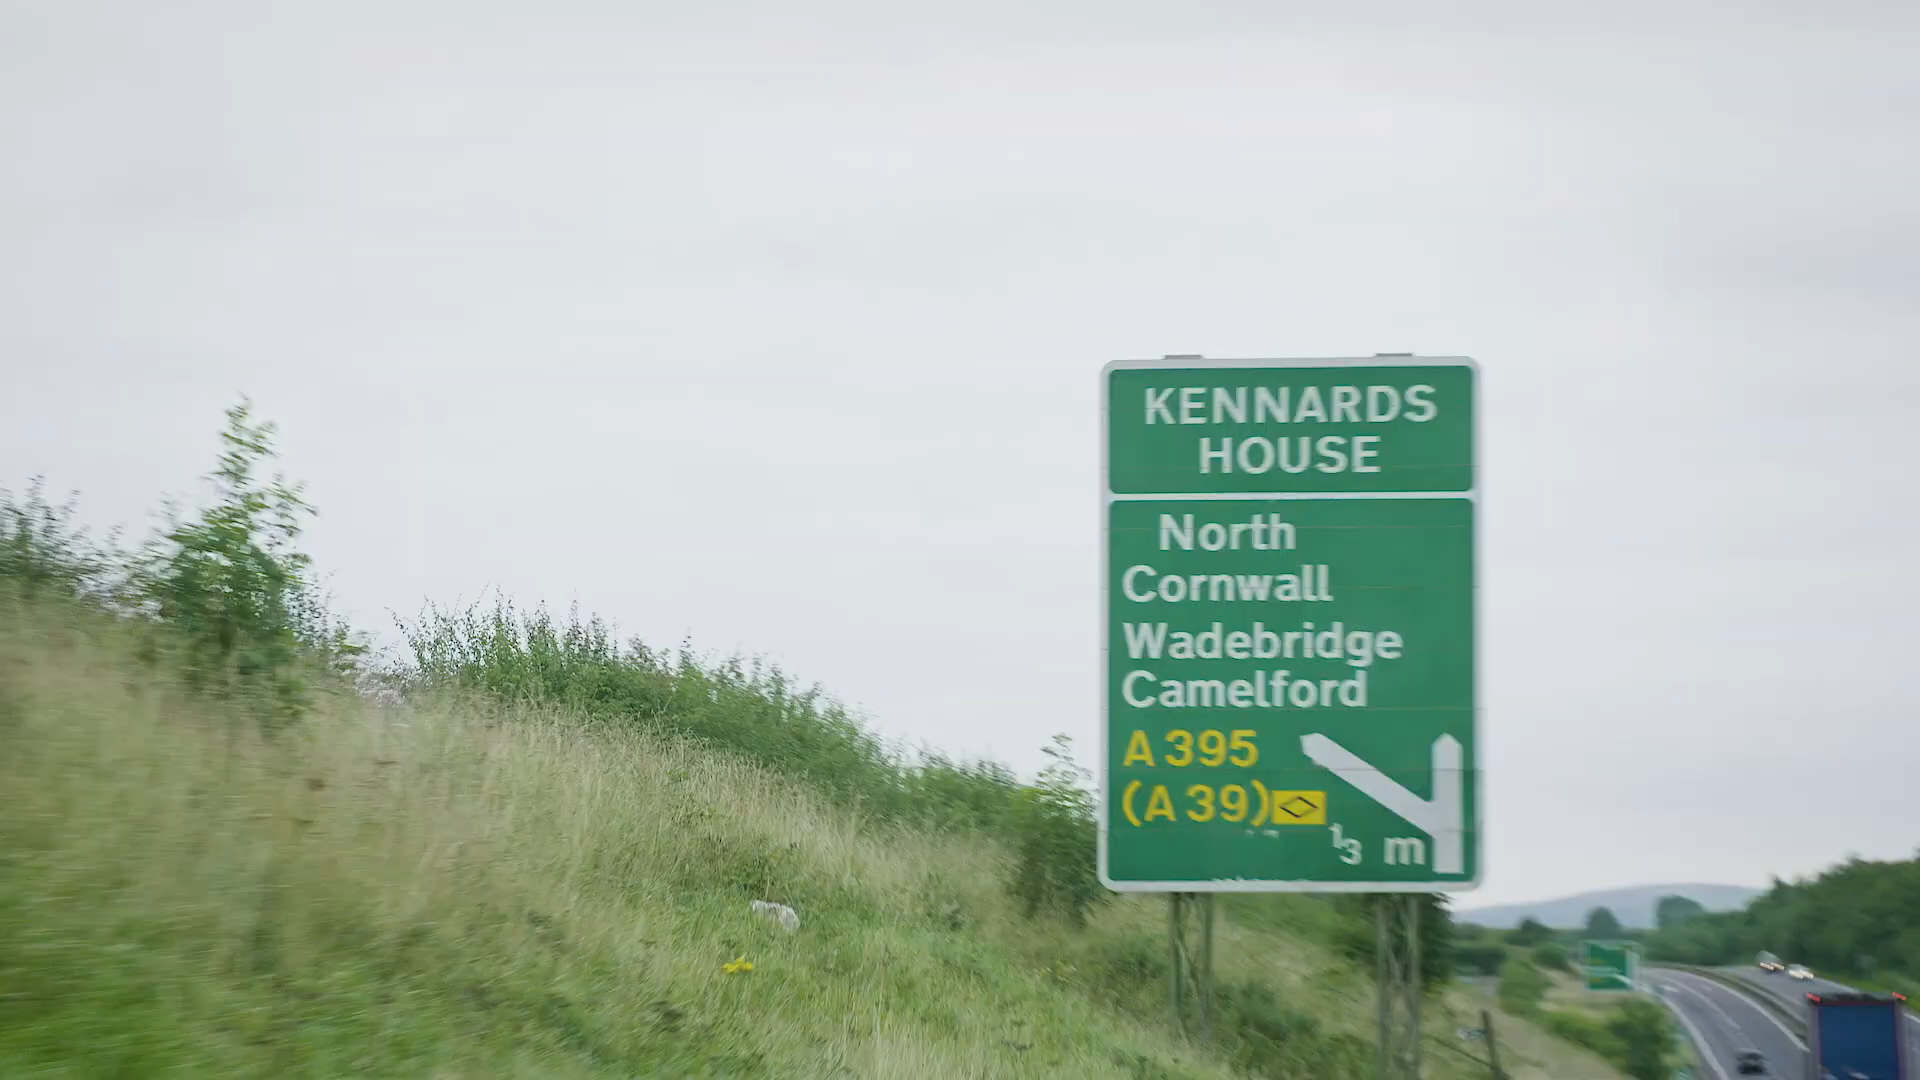 KENNARDS
HOUSE
North
Cornwall
Wadebridge
Camelford
A 395
(A 39)
1/3 m